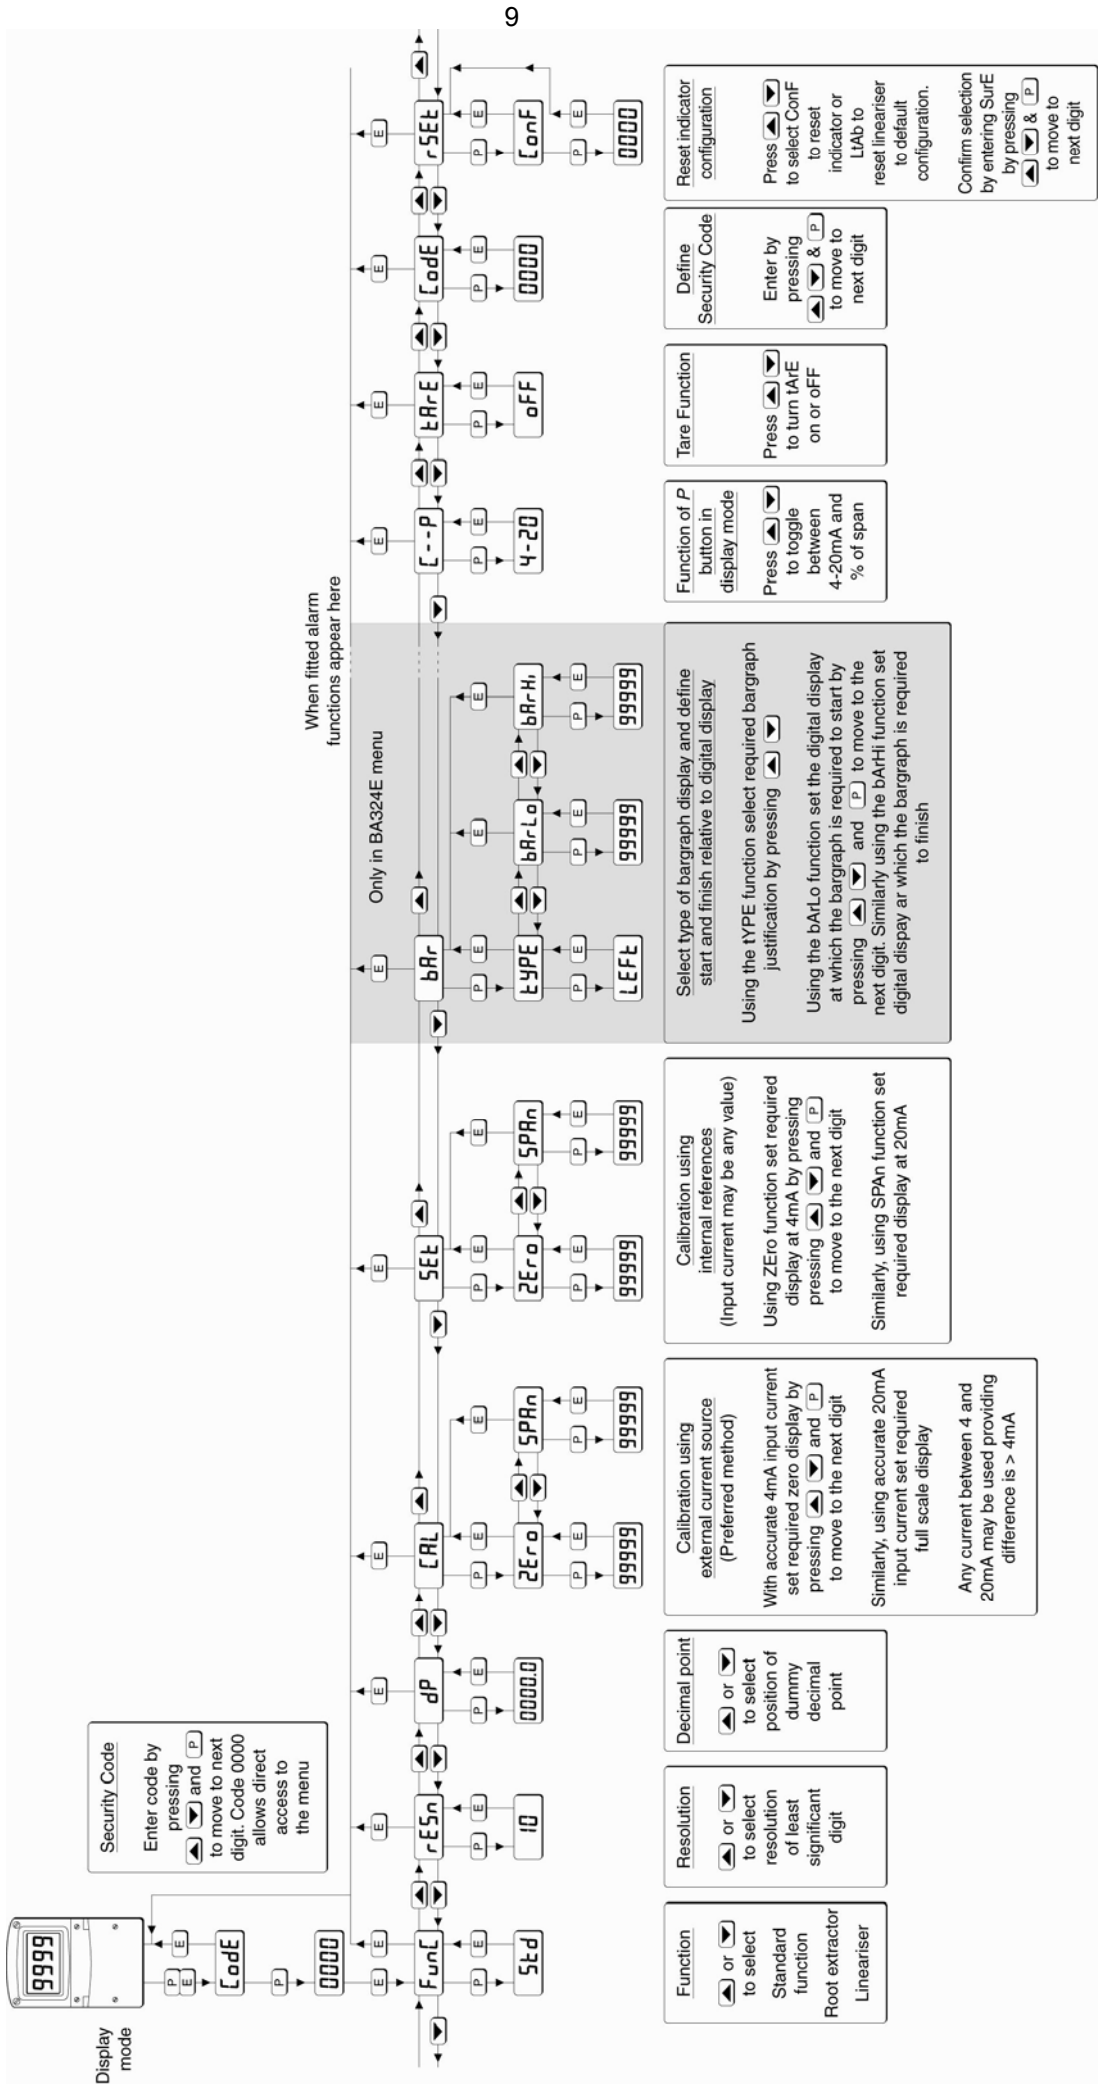 9
Display
mode
9999
P
E
E
CodE
P
0000
E
E
Security Code
Enter code by
pressing
▲ ▼ and P
to move to next
digit. Code 0000
allows direct
access to
the menu
When fitted alarm
functions appear here
Only in BA324E menu
FunC
P
E
Std
E
rESn
P
E
10
E
dP
P
E
0000.0
E
CAL
P
E
ZEro
P
E
99999
E
SPAn
P
E
99999
E
SEt
P
E
ZEro
P
E
99999
E
SPAn
P
E
99999
E
bAr
P
E
tYPE
P
E
LEFt
E
bArLo
P
E
99999
E
bArHi
P
E
99999
E
C--P
P
E
4-20
E
tArE
P
E
oFF
E
CodE
P
E
0000
E
rSEt
P
E
ConF
P
E
0000
Function
▲ or ▼
to select
Standard
function
Root extractor
Lineariser
Resolution
▲ or ▼
to select
resolution
of least
significant
digit
Decimal point
▲ or ▼
to select
position of
dummy
decimal
point
Calibration using
external current source
(Preferred method)
With accurate 4mA input current
set required zero display by
pressing ▲ ▼ and P
to move to the next digit
Similarly, using accurate 20mA
input current set required
full scale display
Any current between 4 and
20mA may be used providing
difference is > 4mA
Calibration using
internal references
(Input current may be any value)
Using ZEro function set required
display at 4mA by pressing
pressing ▲ ▼ and P
to move to the next digit
Similarly, using SPAn function set
required display at 20mA
Select type of bargraph display and define
start and finish relative to digital display
Using the tYPE function select required bargraph
justification by pressing ▲ ▼
Using the bArLo function set the digital display
at which the bargraph is required to start by
pressing ▲ ▼ and P to move to the
next digit. Similarly using the bArHi function set
digital dispay ar which the bargraph is required
to finish
Function of P
button in
display mode
Press ▲ ▼
to toggle
between
4-20mA and
% of span
Tare Function
Press ▲ ▼
to turn tArE
on or oFF
Define
Security Code
Enter by
pressing
▲ ▼ & P
to move to
next digit
Reset indicator
configuration
Press ▲ ▼
to select ConF
to reset
indicator or
LtAb to
reset lineariser
to default
configuration.
Confirm selection
by entering SurE
by pressing
▲ ▼ & P
to move to
next digit